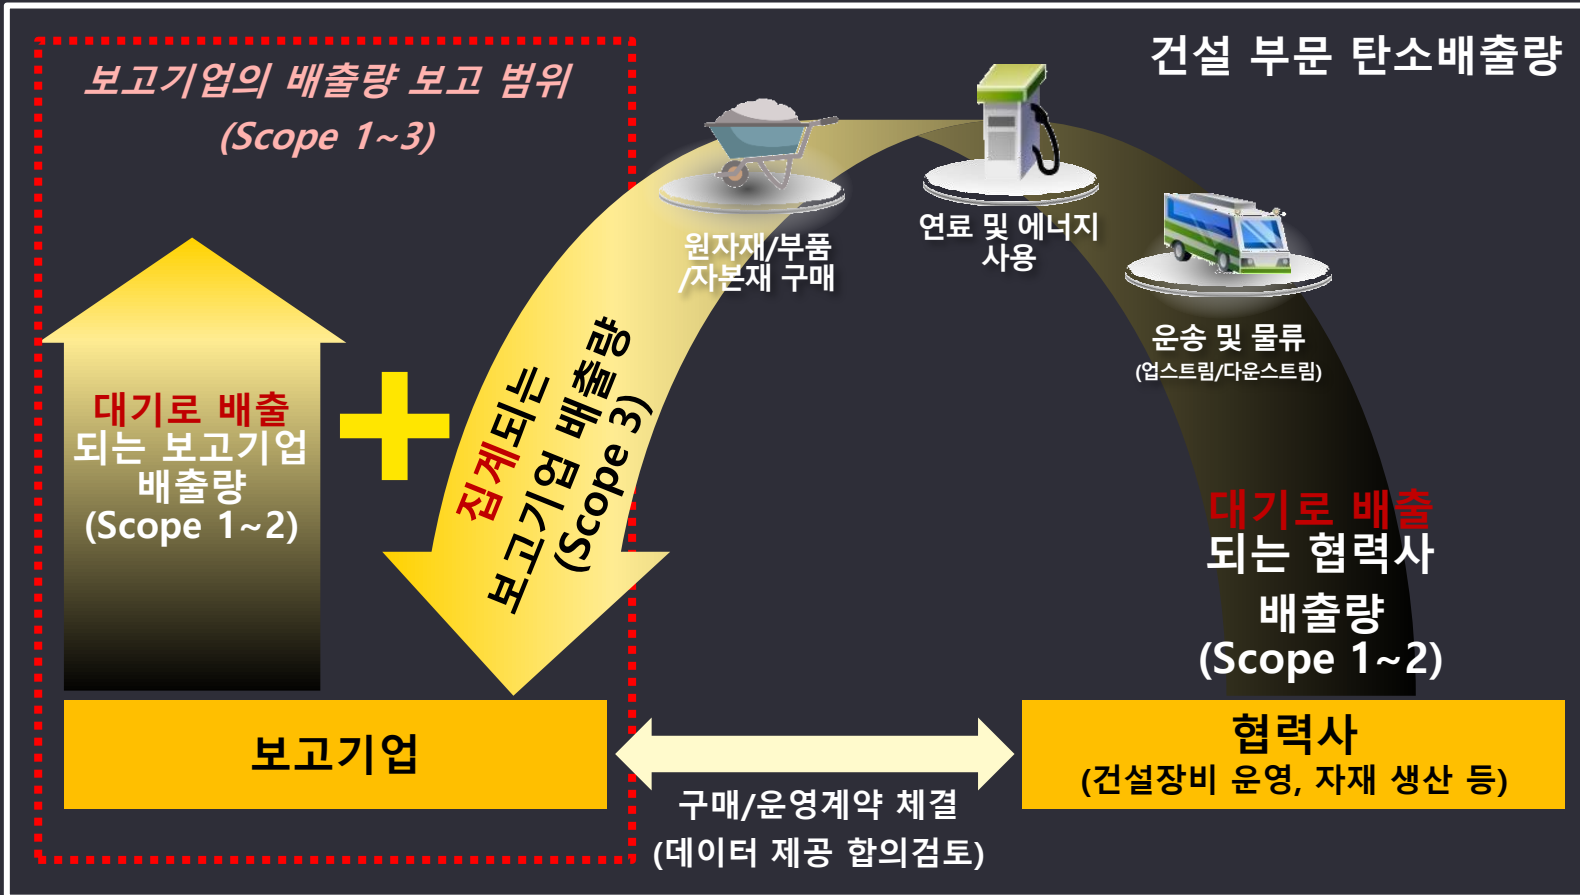 건설 부문 탄소배출량
보고기업의 배출량 보고 범위
(Scope 1~3)
원자재/부품
/자본재 구매
연료 및 에너지
사용
운송 및 물류
(업스트림/다운스트림)
대기로 배출
되는 보고기업
배출량
(Scope 1~2)
집계되는
보고기업 배출량
(Scope 3)
대기로 배출
되는 협력사
배출량
(Scope 1~2)
보고기업
구매/운영계약 체결
(데이터 제공 합의검토)
협력사
(건설장비 운영, 자재 생산 등)